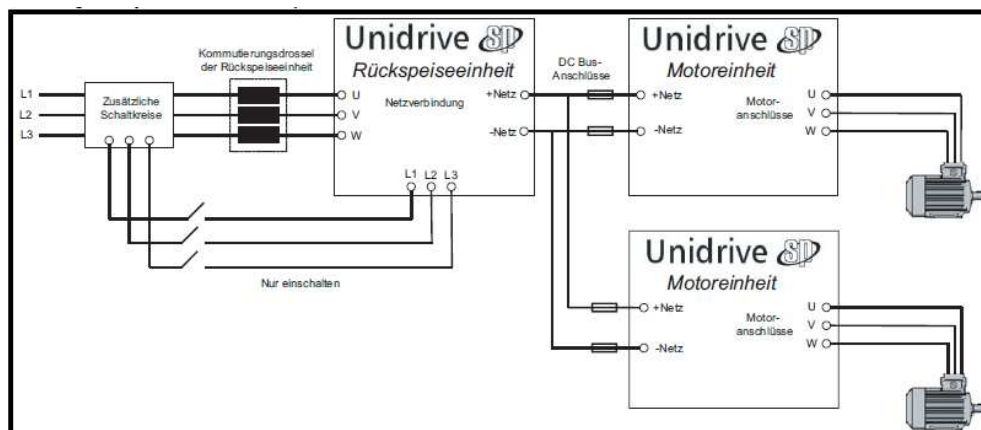 Unidrive SP
Rückspeiseeinheit
Kommutierungsdrossel
der Rückspeiseeinheit
L1
L2
L3
Zusätzliche
Schaltkreise
U
V
W
Netzverbindung
+Netz
-Netz
L1 L2 L3
Nur einschalten
DC Bus-
Anschlüsse
Unidrive SP
Motoreinheit
+Netz
-Netz
Motor-
anschlüsse
U
V
W
Unidrive SP
Motoreinheit
+Netz
-Netz
Motor-
anschlüsse
U
V
W